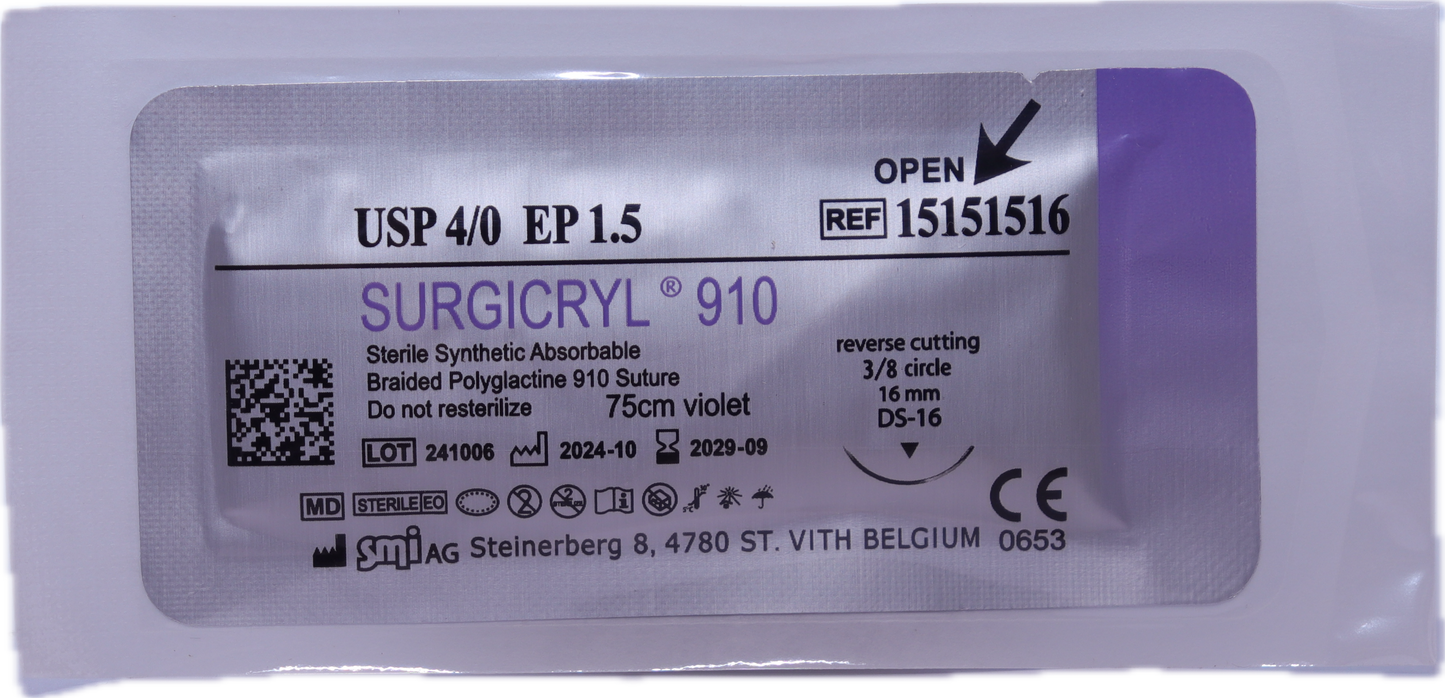 OPEN
USP 4/0 EP 1.5
REF 15151516
SURGICRYL® 910
Sterile Synthetic Absorbable
Braided Polyglactine 910 Suture
Do not resterilize 75cm violet
reverse cutting
3/8 circle
16 mm
DS-16
LOT 241006 2024-10 2029-09
MD STERILE EO 2 2 i
CE
smi AG Steinerberg 8, 4780 ST. VITH BELGIUM 0653